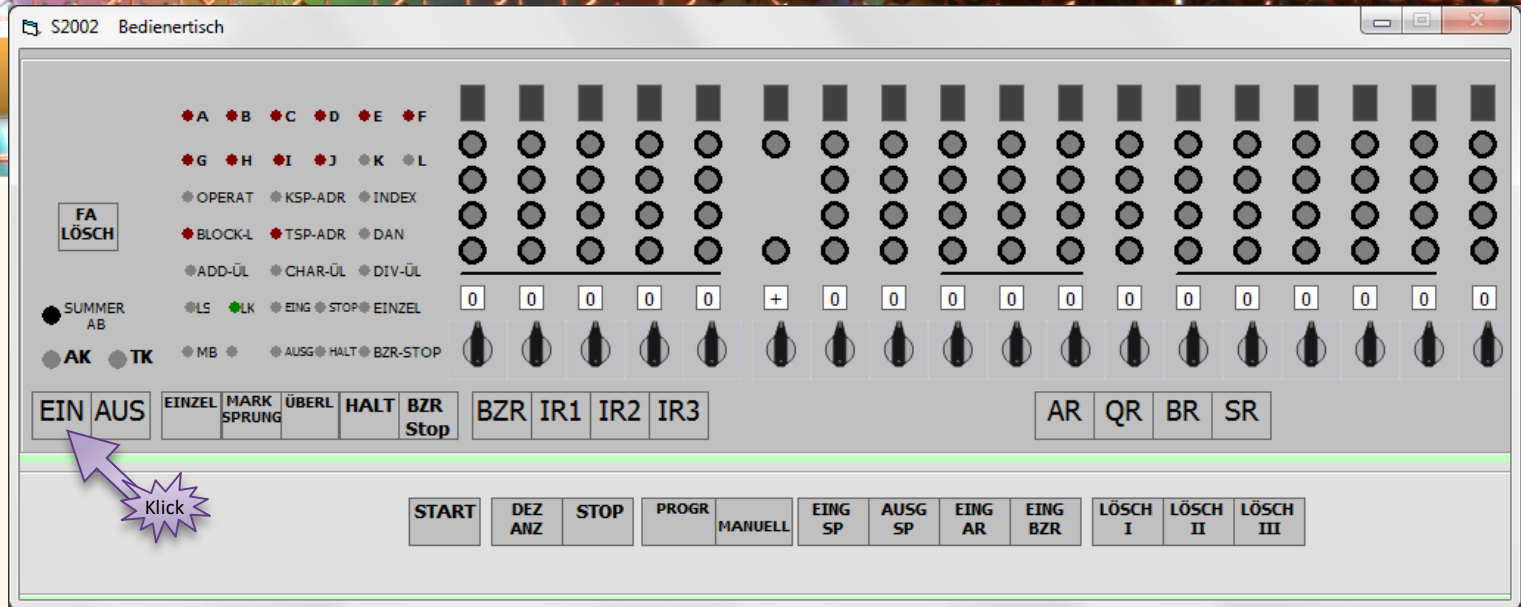 S2002 Bedienertisch
A B C D E F
G H I J K L
OPERAT KSP-ADR INDEX
FA
LÖSCH
BLOCK-L TSP-ADR DAN
ADD-ÜL CHAR-ÜL DIV-ÜL
0 0 0 0 0 + 0 0 0 0 0 0 0 0 0 0 0 0
SUMMER
AB
LS LK EING STOP EINZEL
AK TK
MB AUSG HALT BZR-STOP
EIN AUS
EINZEL
MARK
SPRUNG
ÜBERL
HALT
BZR
Stop
BZR IR1 IR2 IR3
AR QR BR SR
Klick
START
DEZ
ANZ
STOP
PROGR
MANUELL
EING
SP
AUSG
SP
EING
AR
EING
BZR
LÖSCH
I
LÖSCH
II
LÖSCH
III